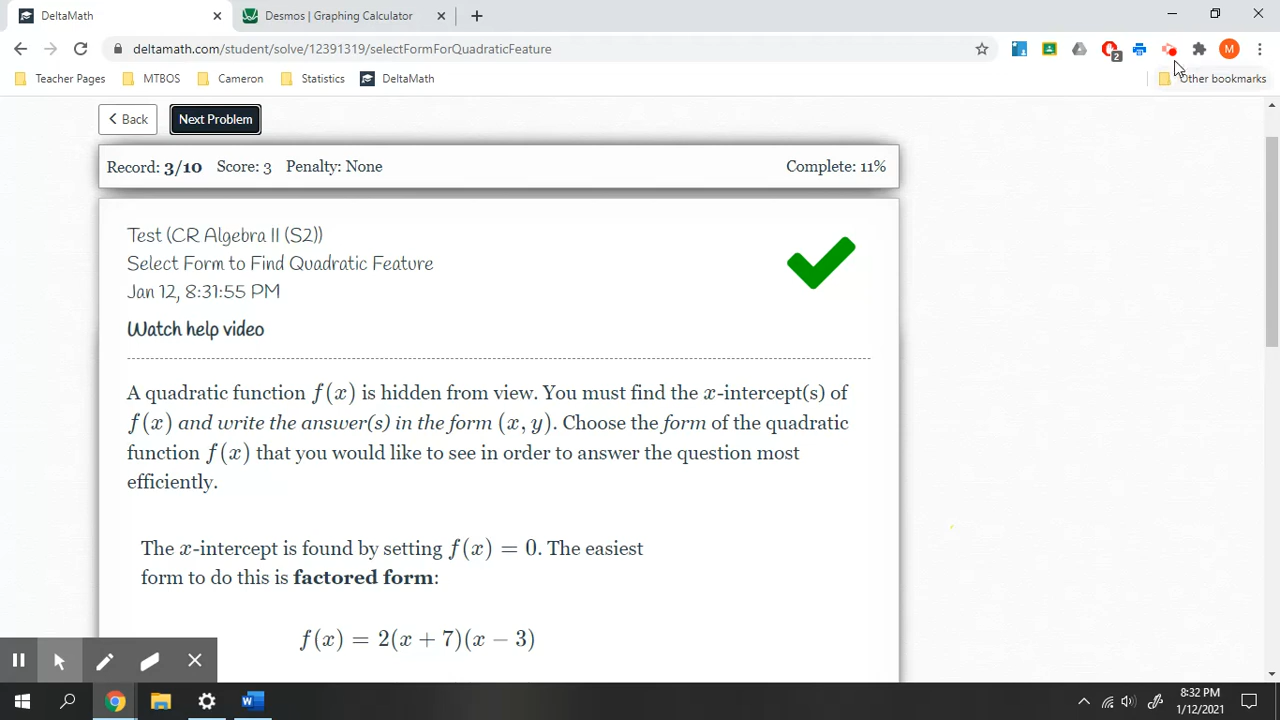 DeltaMath
Desmos | Graphing Calculator
deltamath.com/student/solve/12391319/selectFormForQuadraticFeature
2
M
Teacher Pages
MTBOS
Cameron
Statistics
DeltaMath
Other bookmarks
Back
Next Problem
Record: 3/10 Score: 3 Penalty: None Complete: 11%
Test (CR Algebra II (S2))
Select Form to Find Quadratic Feature
Jan 12, 8:31:55 PM
Watch help video
A quadratic function f(x) is hidden from view. You must find the x-intercept(s) of
f(x) and write the answer(s) in the form (x, y). Choose the form of the quadratic
function f(x) that you would like to see in order to answer the question most
efficiently.
The x-intercept is found by setting f(x) = 0. The easiest
form to do this is factored form:
f(x) = 2(x + 7)(x − 3)
8:32 PM
1/12/2021